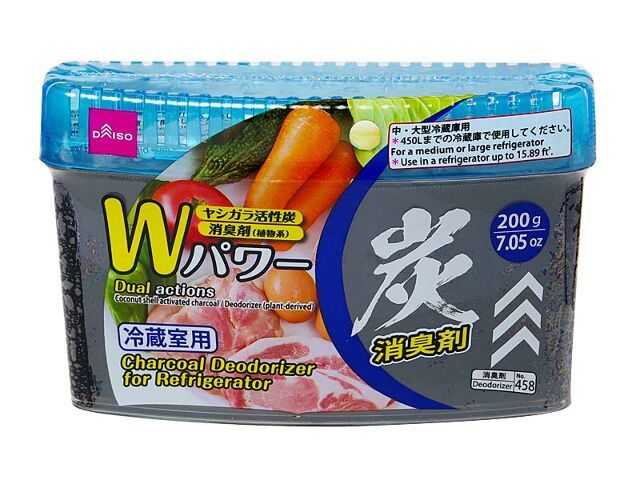 DAISO
中・大型冷蔵庫用
＊450Lまでの冷蔵庫で使用してください。
For a medium or large refrigerator
＊Use in a refrigerator up to 15.89 ft³.
ヤシガラ活性炭
消臭剤（植物系）
Wパワー
Dual actions
Coconut shell activated charcoal / Deodorizer (plant-derived)
冷蔵室用
Charcoal Deodorizer
for Refrigerator
炭
消臭剤
200 g
7.05 oz
消臭剤
Deodorizer
No.
458